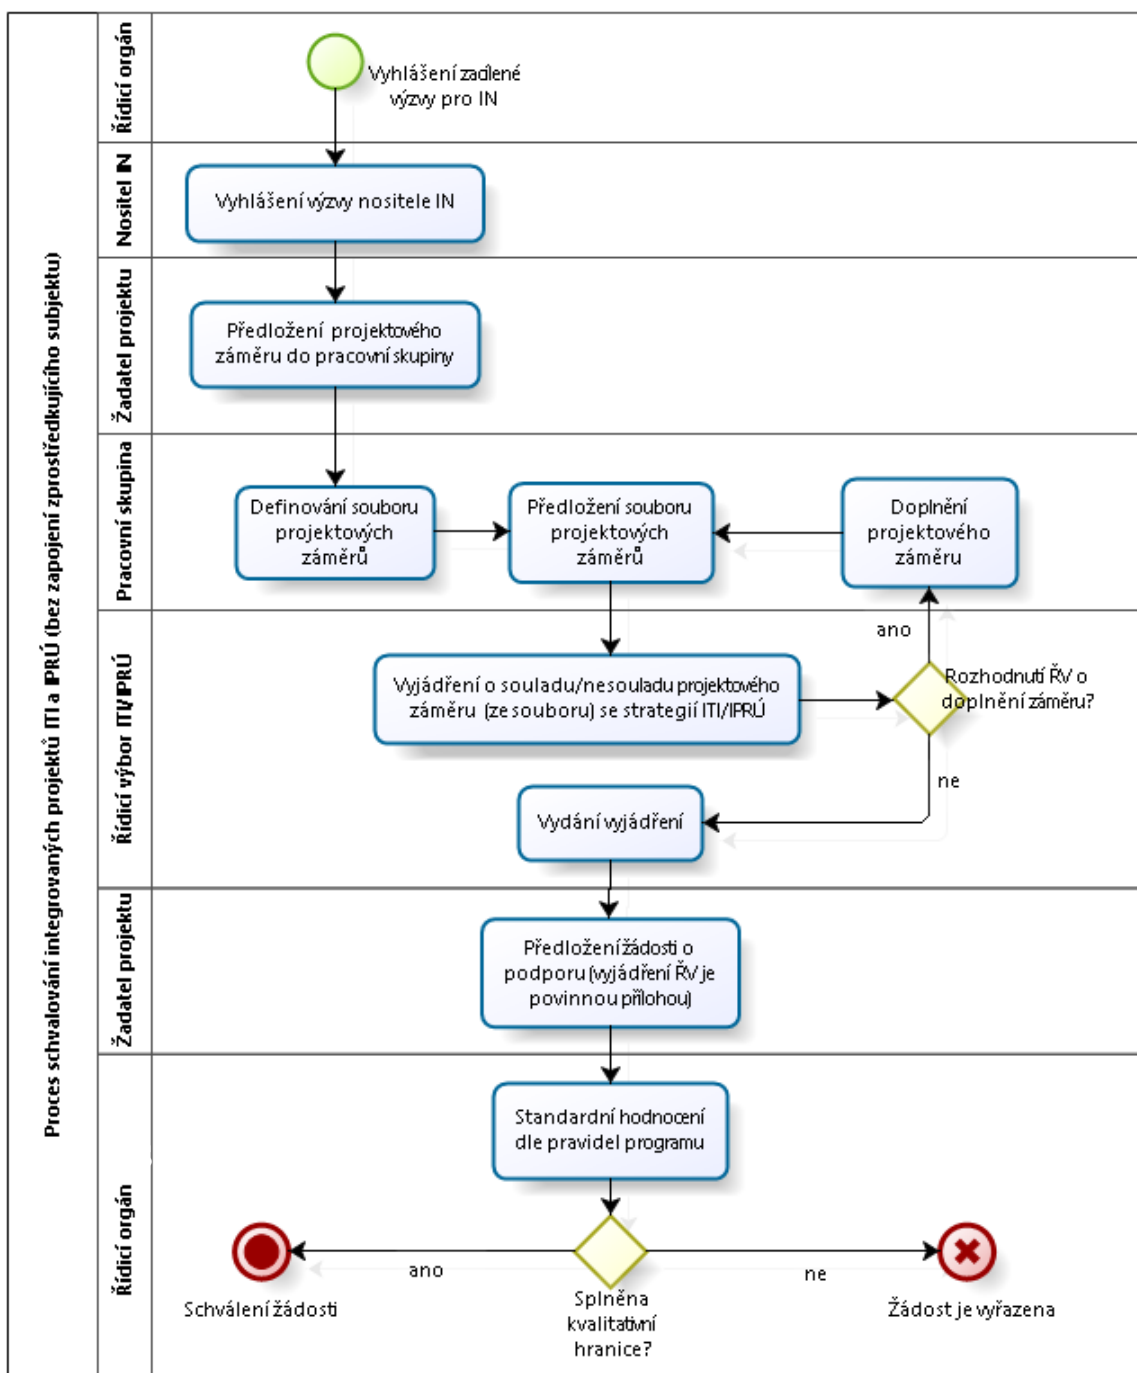 Proces schvalování integrovaných projektů ITI a IPRÚ (bez zapojení zprostředkujícího subjektu)
Řídicí orgán
Vyhlášení zacílené
výzvy pro IN
Nositel IN
Vyhlášení výzvy nositele IN
Žadatel projektu
Předložení projektového
záměru do pracovní skupiny
Pracovní skupina
Definování souboru
projektových
záměrů
Předložení souboru
projektových
záměrů
Doplnění
projektového
záměru
ano
Řídicí výbor ITI/IPRÚ
Vyjádření o souladu/nesouladu projektového
záměru (ze souboru) se strategií ITI/IPRÚ
Rozhodnutí ŘV o
doplnění záměru?
ne
Vydání vyjádření
Žadatel projektu
Předložení žádosti o
podporu (vyjádření ŘV je
povinnou přílohou)
Řídicí orgán
Standardní hodnocení
dle pravidel programu
ano
ne
Schválení žádosti
Splněna
kvalitativní
hranice?
Žádost je vyřazena